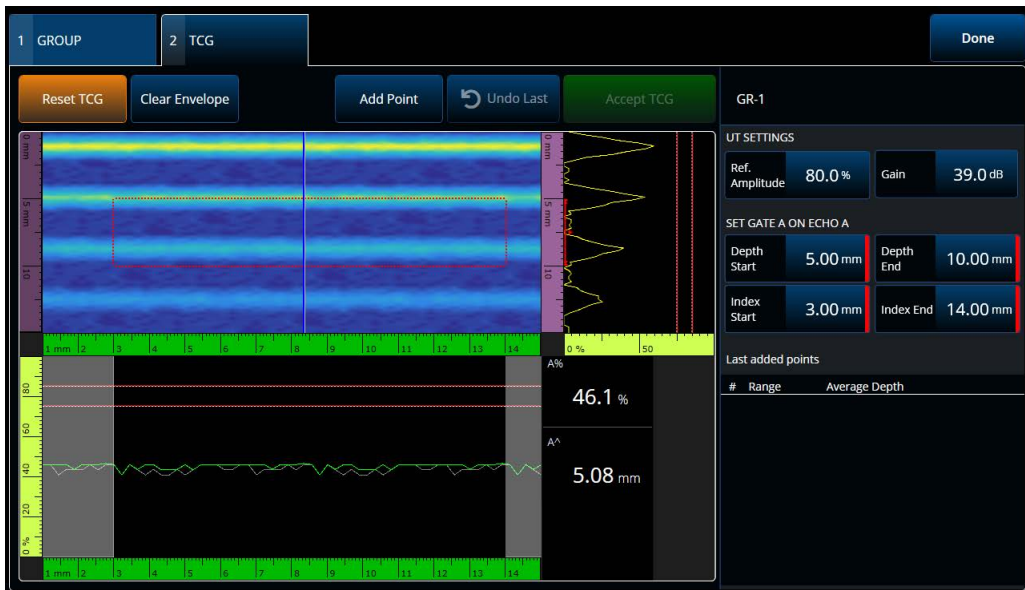 1 GROUP
2 TCG
Done
Reset TCG
Clear Envelope
Add Point
Undo Last
Accept TCG
GR-1
UT SETTINGS
Ref. Amplitude 80.0 %
Gain 39.0 dB
SET GATE A ON ECHO A
Depth Start 5.00 mm
Depth End 10.00 mm
Index Start 3.00 mm
Index End 14.00 mm
Last added points
# Range Average Depth
0 mm
5 mm
10
0 mm
5 mm
10
1 mm 2 3 4 5 6 7 8 9 10 11 12 13 14
0 % 50
80
60
40
20
0 %
A%
46.1 %
A^
5.08 mm
1 mm 2 3 4 5 6 7 8 9 10 11 12 13 14